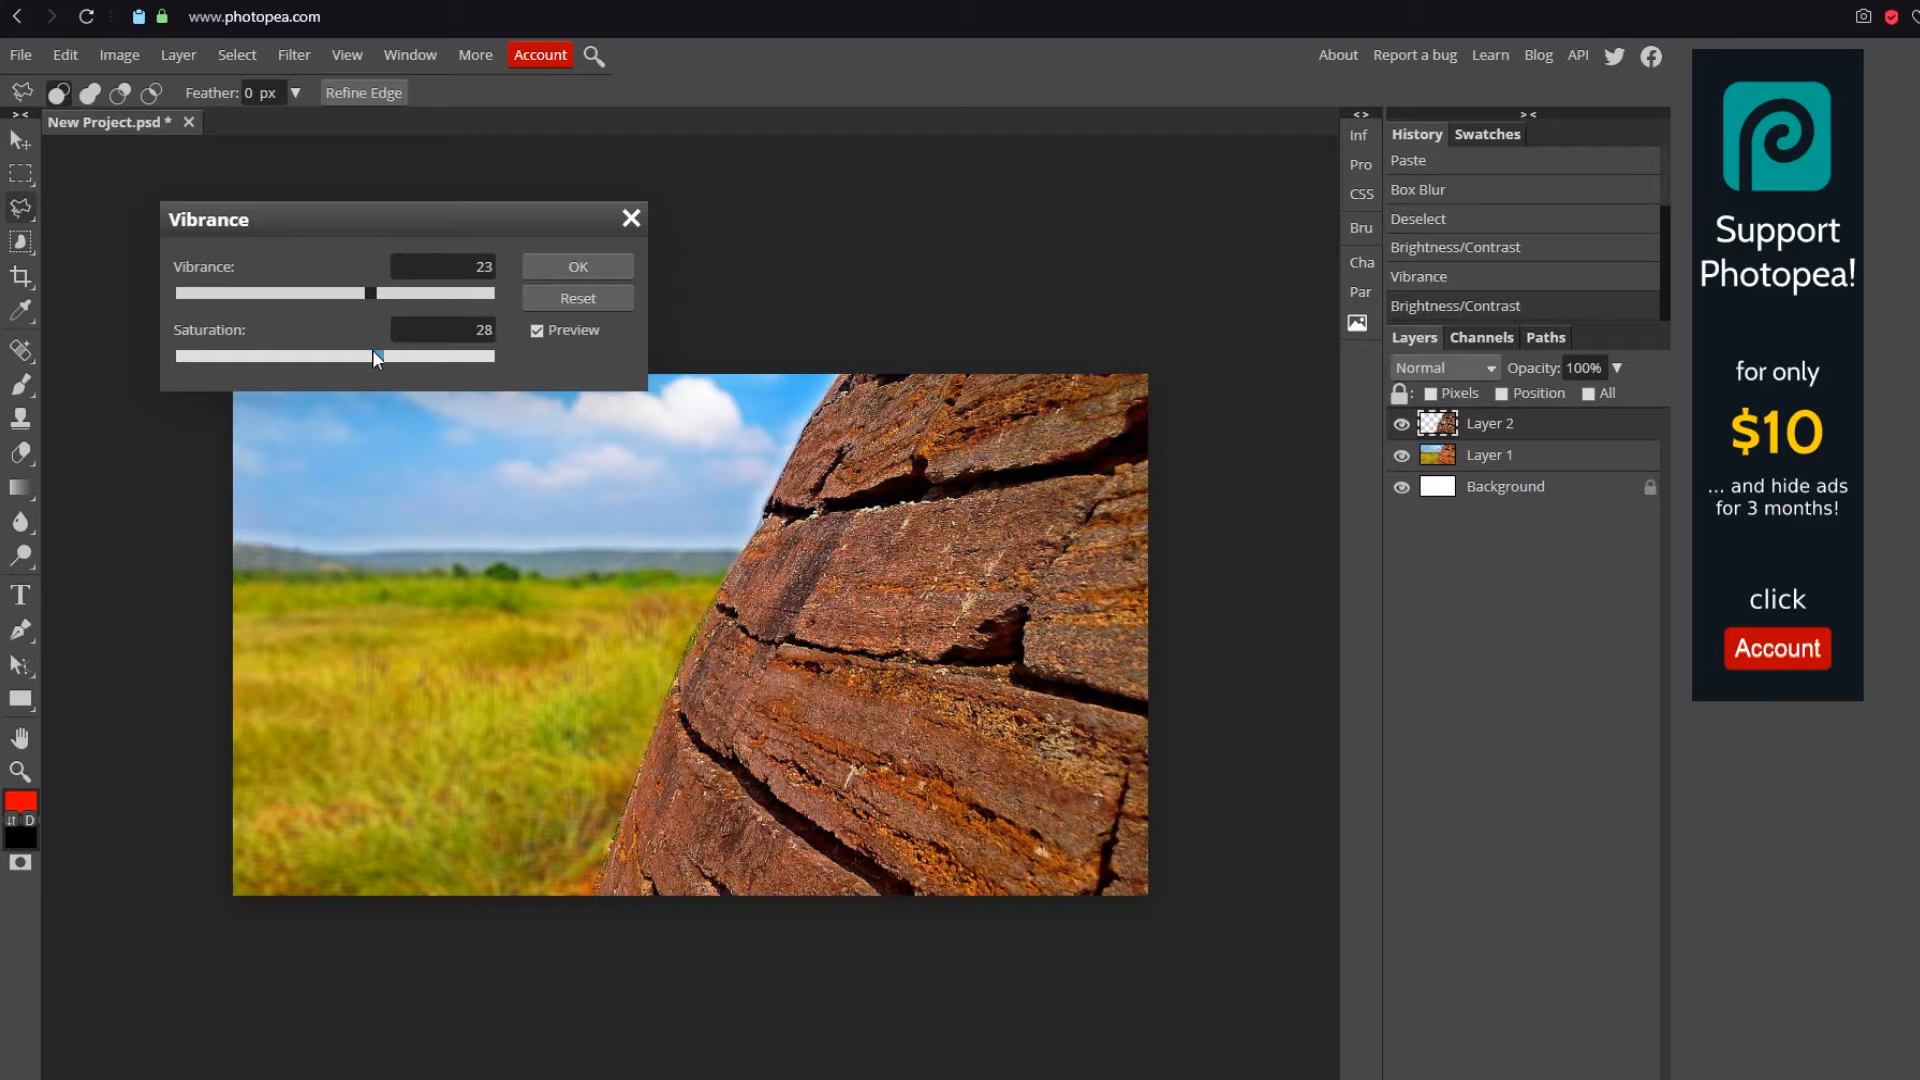 www.photopea.com
File Edit Image Layer Select Filter View Window More Account
About Report a bug Learn Blog API
Feather: 0 px Refine Edge
New Project.psd *
Vibrance
Vibrance: 23
OK
Reset
Saturation: 28
Preview
T
D
> <
< >
> <
Inf
Pro
CSS
Bru
Cha
Par
History Swatches
Paste
Box Blur
Deselect
Brightness/Contrast
Vibrance
Brightness/Contrast
Layers Channels Paths
Normal Opacity: 100%
: Pixels Position All
Layer 2
Layer 1
Background
Support
Photopea!
for only
$10
... and hide ads
for 3 months!
click
Account